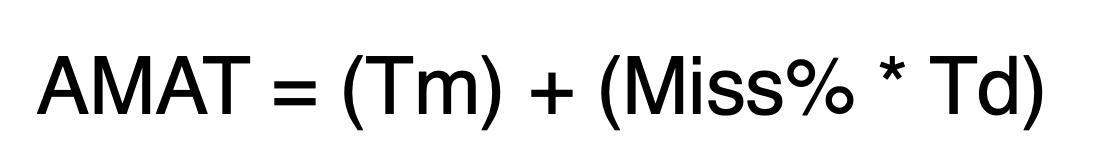 AMAT = (Tm) + (Miss% * Td)